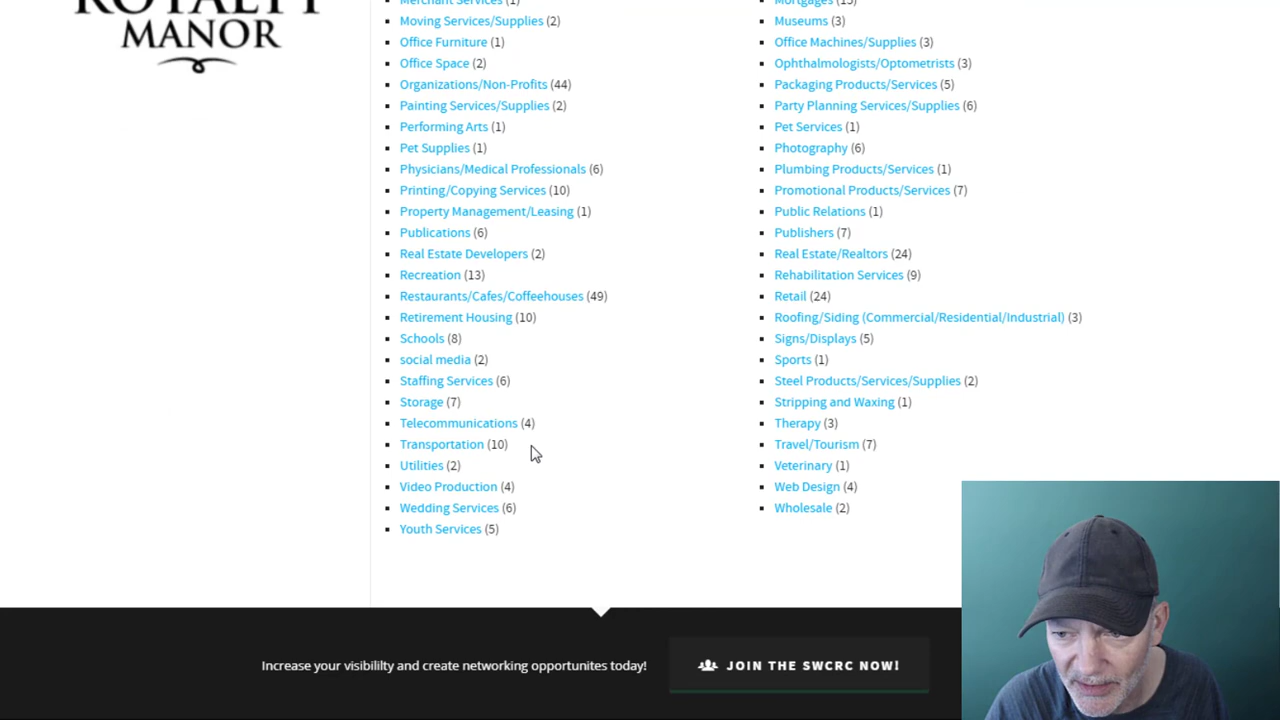 MANOR
Merchant Services (1)
Moving Services/Supplies (2)
Office Furniture (1)
Office Space (2)
Organizations/Non-Profits (44)
Painting Services/Supplies (2)
Performing Arts (1)
Pet Supplies (1)
Physicians/Medical Professionals (6)
Printing/Copying Services (10)
Property Management/Leasing (1)
Publications (6)
Real Estate Developers (2)
Recreation (13)
Restaurants/Cafes/Coffeehouses (49)
Retirement Housing (10)
Schools (8)
social media (2)
Staffing Services (6)
Storage (7)
Telecommunications (4)
Transportation (10)
Utilities (2)
Video Production (4)
Wedding Services (6)
Youth Services (5)
Mortgages (15)
Museums (3)
Office Machines/Supplies (3)
Ophthalmologists/Optometrists (3)
Packaging Products/Services (5)
Party Planning Services/Supplies (6)
Pet Services (1)
Photography (6)
Plumbing Products/Services (1)
Promotional Products/Services (7)
Public Relations (1)
Publishers (7)
Real Estate/Realtors (24)
Rehabilitation Services (9)
Retail (24)
Roofing/Siding (Commercial/Residential/Industrial) (3)
Signs/Displays (5)
Sports (1)
Steel Products/Services/Supplies (2)
Stripping and Waxing (1)
Therapy (3)
Travel/Tourism (7)
Veterinary (1)
Web Design (4)
Wholesale (2)
Increase your visibililty and create networking opportunites today!
JOIN THE SWCRC NOW!